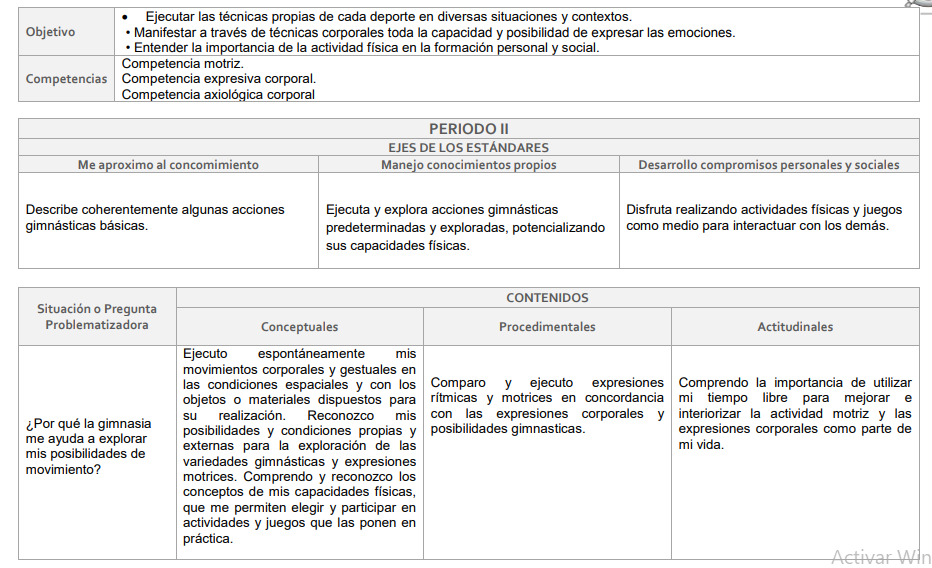 Objetivo
• Ejecutar las técnicas propias de cada deporte en diversas situaciones y contextos.
• Manifestar a través de técnicas corporales toda la capacidad y posibilidad de expresar las emociones.
• Entender la importancia de la actividad física en la formación personal y social.
Competencias
Competencia motriz.
Competencia expresiva corporal.
Competencia axiológica corporal
PERIODO II
EJES DE LOS ESTÁNDARES
Me aproximo al concomimiento
Manejo conocimientos propios
Desarrollo compromisos personales y sociales
Describe coherentemente algunas acciones
gimnásticas básicas.
Ejecuta y explora acciones gimnásticas
predeterminadas y exploradas, potencializando
sus capacidades físicas.
Disfruta realizando actividades físicas y juegos
como medio para interactuar con los demás.
Situación o Pregunta
Problematizadora
CONTENIDOS
Conceptuales
Procedimentales
Actitudinales
¿Por qué la gimnasia
me ayuda a explorar
mis posibilidades de
movimiento?
Ejecuto espontáneamente mis
movimientos corporales y gestuales en
las condiciones espaciales y con los
objetos o materiales dispuestos para
su realización. Reconozco mis
posibilidades y condiciones propias y
externas para la exploración de las
variedades gimnásticas y expresiones
motrices. Comprendo y reconozco los
conceptos de mis capacidades físicas,
que me permiten elegir y participar en
actividades y juegos que las ponen en
práctica.
Comparo y ejecuto expresiones
rítmicas y motrices en concordancia
con las expresiones corporales y
posibilidades gimnasticas.
Comprendo la importancia de utilizar
mi tiempo libre para mejorar e
interiorizar la actividad motriz y las
expresiones corporales como parte de
mi vida.
Activar Win